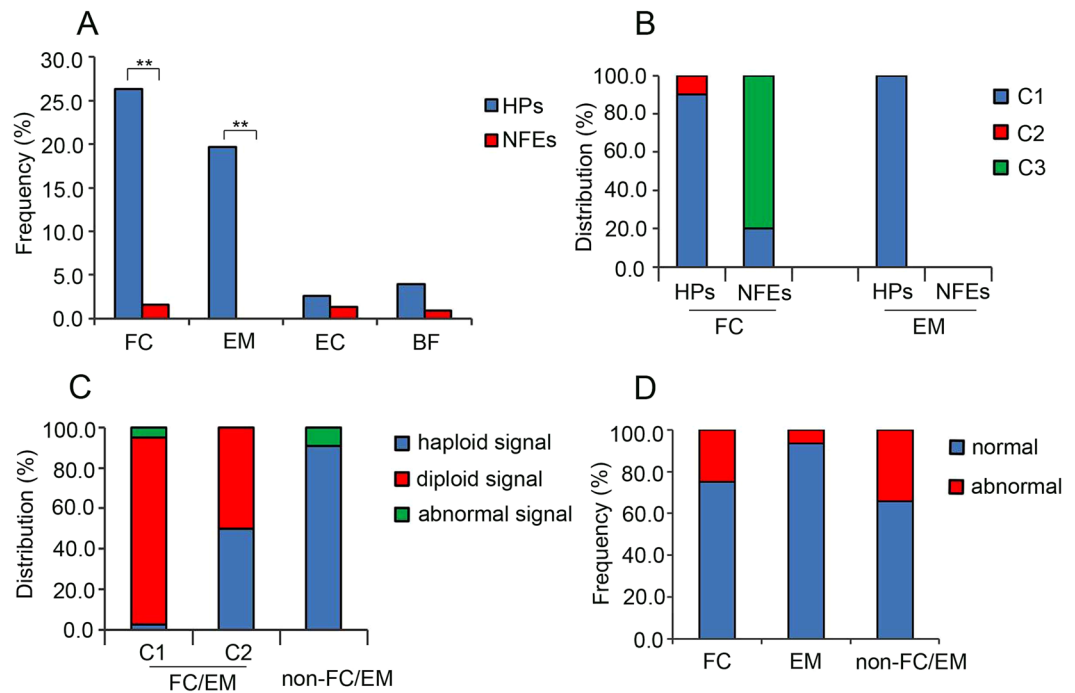 A
Frequency (%)
30.0
25.0
20.0
15.0
10.0
5.0
0.0
**
**
FC
EM
EC
BF
HPs
NFEs
B
Distribution (%)
100.0
80.0
60.0
40.0
20.0
0.0
HPs NFEs HPs NFEs
FC EM
C1
C2
C3
C
Distribution (%)
100.0
80.0
60.0
40.0
20.0
0.0
C1 C2
FC/EM non-FC/EM
haploid signal
diploid signal
abnormal signal
D
Frequency (%)
100.0
80.0
60.0
40.0
20.0
0.0
FC EM non-FC/EM
normal
abnormal